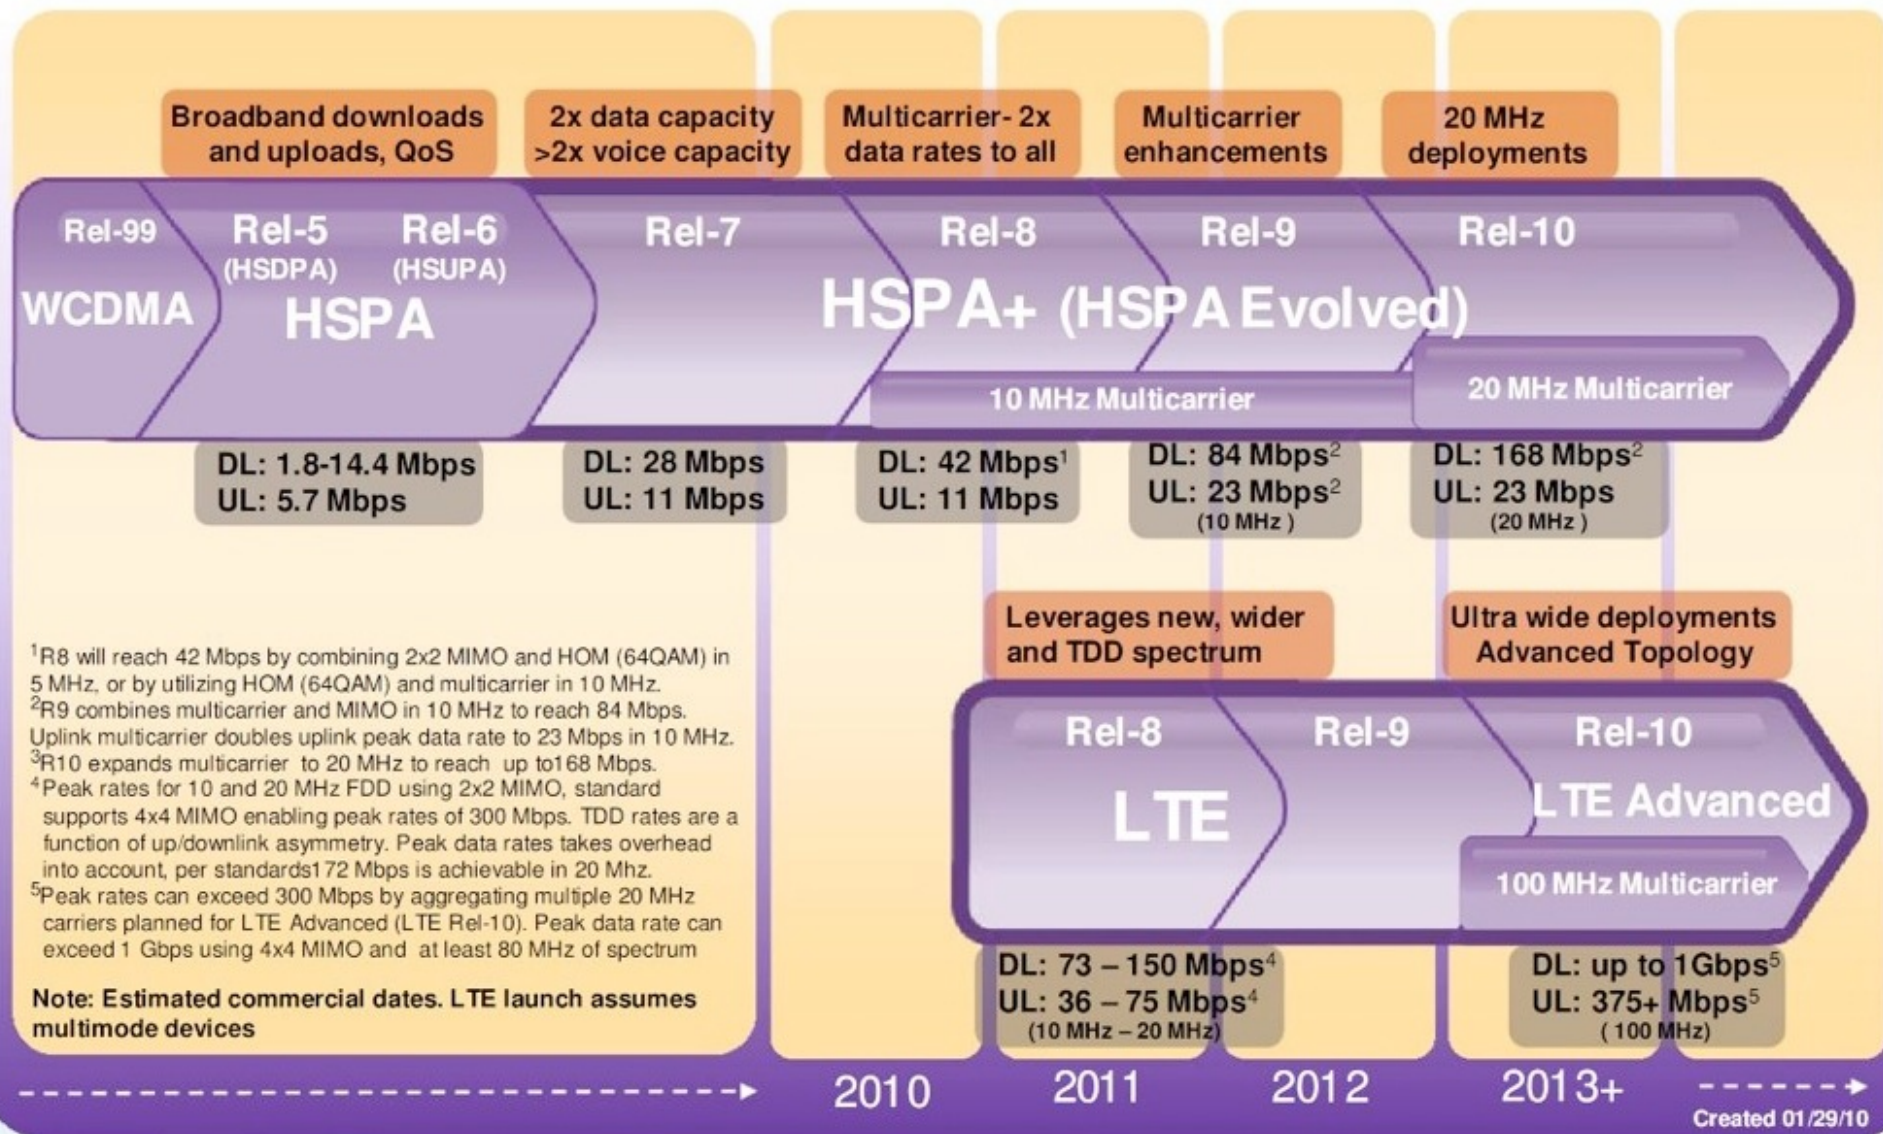 Broadband downloads
and uploads, QoS
2x data capacity
>2x voice capacity
Multicarrier- 2x
data rates to all
Multicarrier
enhancements
20 MHz
deployments
Rel-99
WCDMA
Rel-5
(HSDPA)
Rel-6
(HSUPA)
HSPA
Rel-7
Rel-8
Rel-9
Rel-10
HSPA+ (HSPA Evolved)
10 MHz Multicarrier
20 MHz Multicarrier
DL: 1.8-14.4 Mbps
UL: 5.7 Mbps
DL: 28 Mbps
UL: 11 Mbps
DL: 42 Mbps¹
UL: 11 Mbps
DL: 84 Mbps²
UL: 23 Mbps²
(10 MHz )
DL: 168 Mbps²
UL: 23 Mbps
(20 MHz )
¹R8 will reach 42 Mbps by combining 2x2 MIMO and HOM (64QAM) in
5 MHz, or by utilizing HOM (64QAM) and multicarrier in 10 MHz.
²R9 combines multicarrier and MIMO in 10 MHz to reach 84 Mbps.
Uplink multicarrier doubles uplink peak data rate to 23 Mbps in 10 MHz.
³R10 expands multicarrier to 20 MHz to reach up to168 Mbps.
⁴Peak rates for 10 and 20 MHz FDD using 2x2 MIMO, standard
supports 4x4 MIMO enabling peak rates of 300 Mbps. TDD rates are a
function of up/downlink asymmetry. Peak data rates takes overhead
into account, per standards172 Mbps is achievable in 20 Mhz.
⁵Peak rates can exceed 300 Mbps by aggregating multiple 20 MHz
carriers planned for LTE Advanced (LTE Rel-10). Peak data rate can
exceed 1 Gbps using 4x4 MIMO and at least 80 MHz of spectrum
Note: Estimated commercial dates. LTE launch assumes
multimode devices
Leverages new, wider
and TDD spectrum
Ultra wide deployments
Advanced Topology
Rel-8
Rel-9
Rel-10
LTE
LTE Advanced
100 MHz Multicarrier
DL: 73 – 150 Mbps⁴
UL: 36 – 75 Mbps⁴
(10 MHz – 20 MHz)
DL: up to 1Gbps⁵
UL: 375+ Mbps⁵
( 100 MHz)
2010
2011
2012
2013+
Created 01/29/10